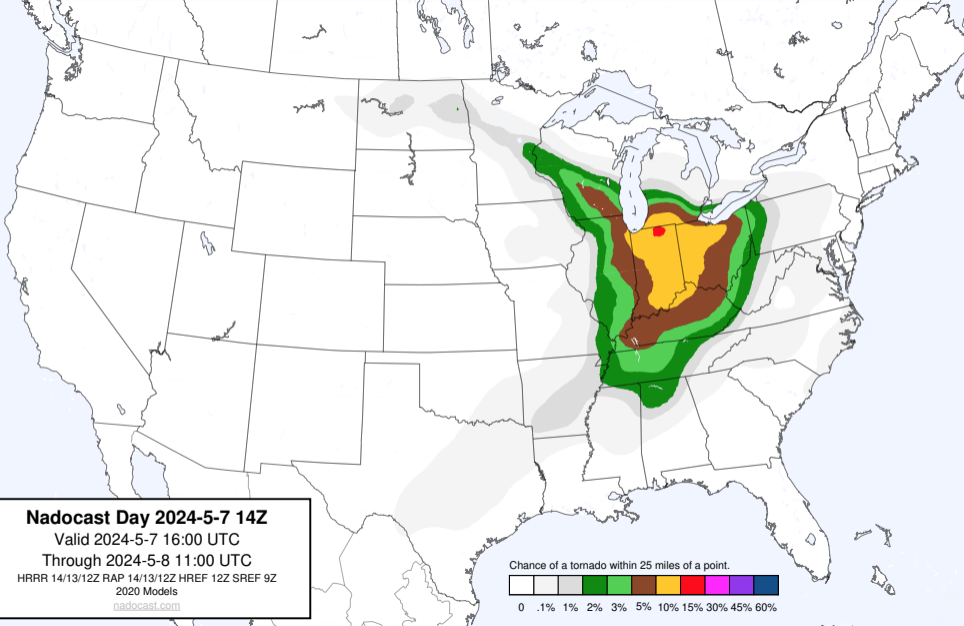 Nadocast Day 2024-5-7 14Z
Valid 2024-5-7 16:00 UTC
Through 2024-5-8 11:00 UTC
HRRR 14/13/12Z RAP 14/13/12Z HREF 12Z SREF 9Z
2020 Models
nadocast.com
Chance of a tornado within 25 miles of a point.
0 .1% 1% 2% 3% 5% 10% 15% 30% 45% 60%